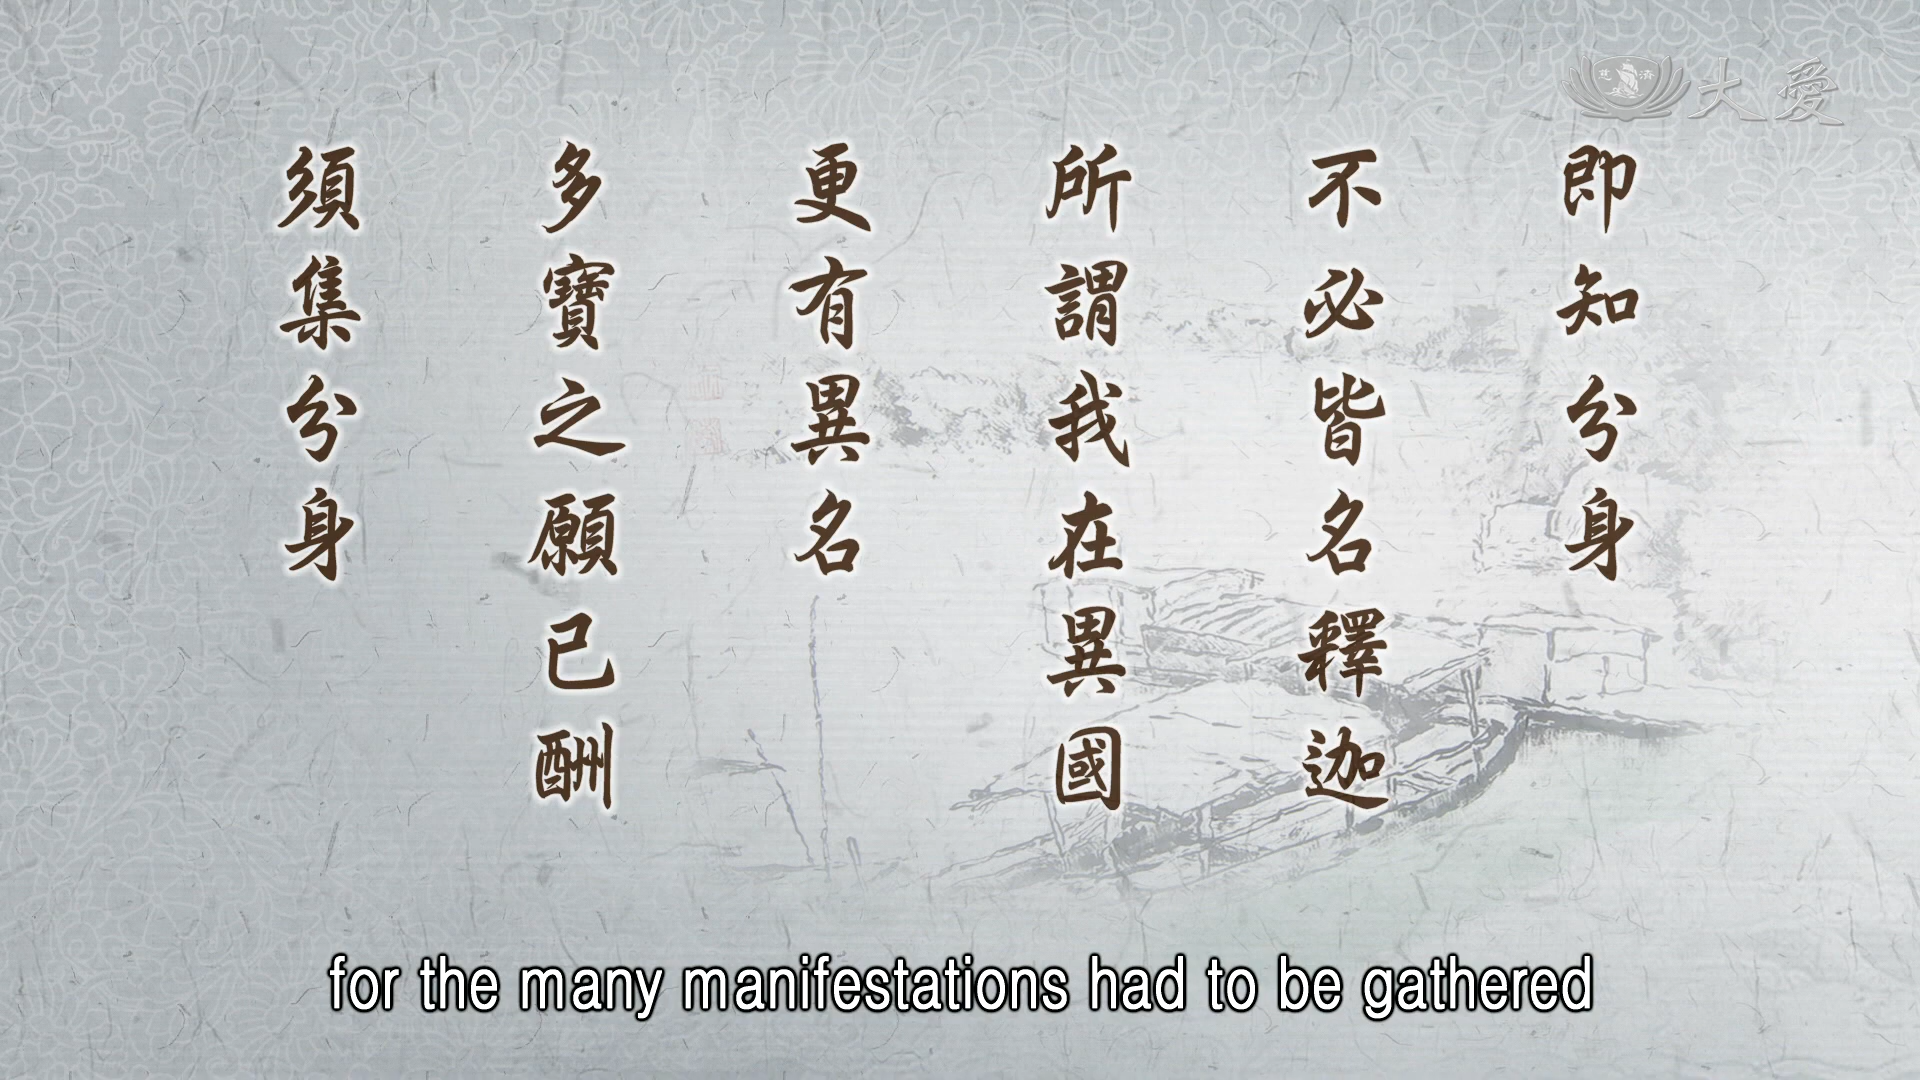 慈濟
大愛
即知分身
不必皆名釋迦
所謂我在異國
更有異名
多寶之願已酬
須集分身
for the many manifestations had to be gathered